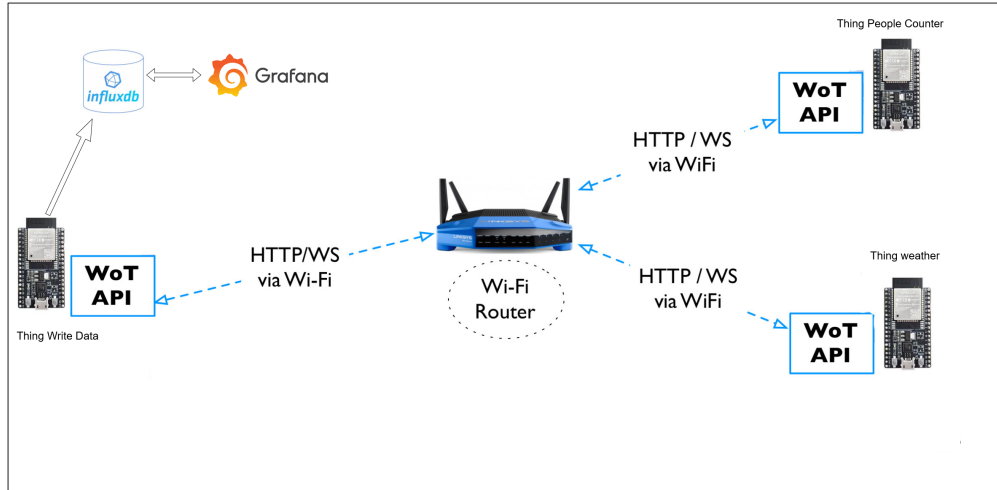 Thing People Counter
influxdb
Grafana
WoT
API
HTTP / WS
via WiFi
HTTP/WS
via Wi-Fi
Wi-Fi
Router
WoT
API
Thing Write Data
HTTP / WS
via WiFi
Thing weather
WoT
API